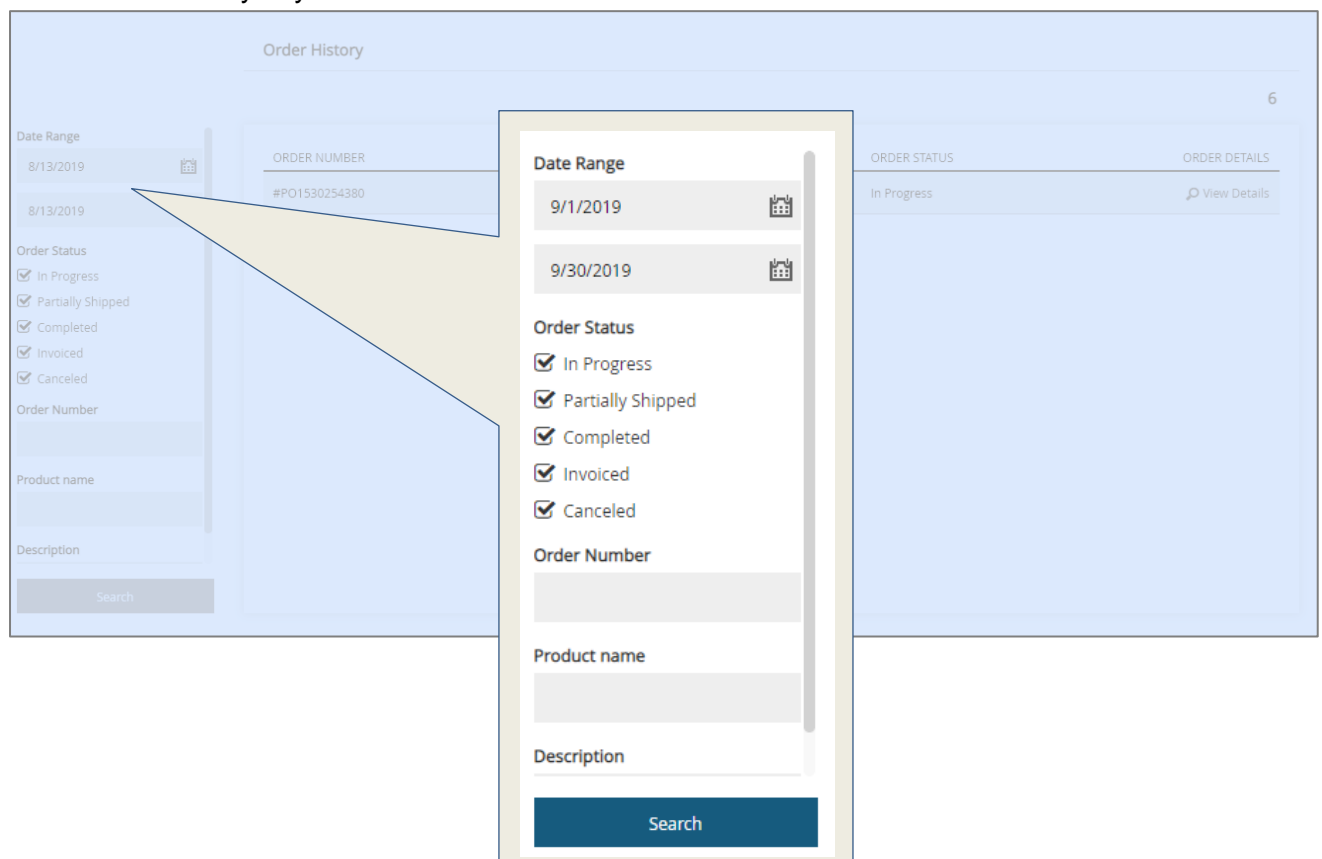 Order History
6
Date Range
8/13/2019
8/13/2019
Order Status
In Progress
Partially Shipped
Completed
Invoiced
Canceled
Order Number
Product name
Description
Search
ORDER NUMBER ORDER STATUS ORDER DETAILS
#PO1530254380 In Progress View Details
Date Range
9/1/2019
9/30/2019
Order Status
In Progress
Partially Shipped
Completed
Invoiced
Canceled
Order Number
Product name
Description
Search